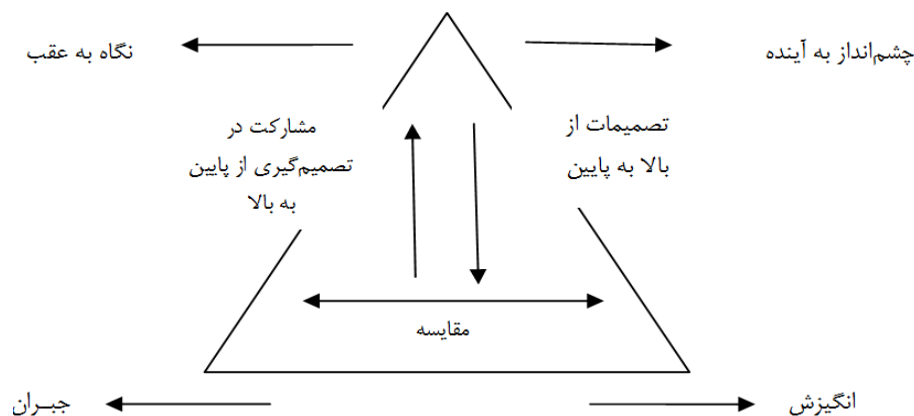 چشم‌انداز به آینده
نگاه به عقب
تصمیمات از
بالا به پایین
مشارکت در
تصمیم‌گیری از پایین
به بالا
مقایسه
انگیزش
جبـران